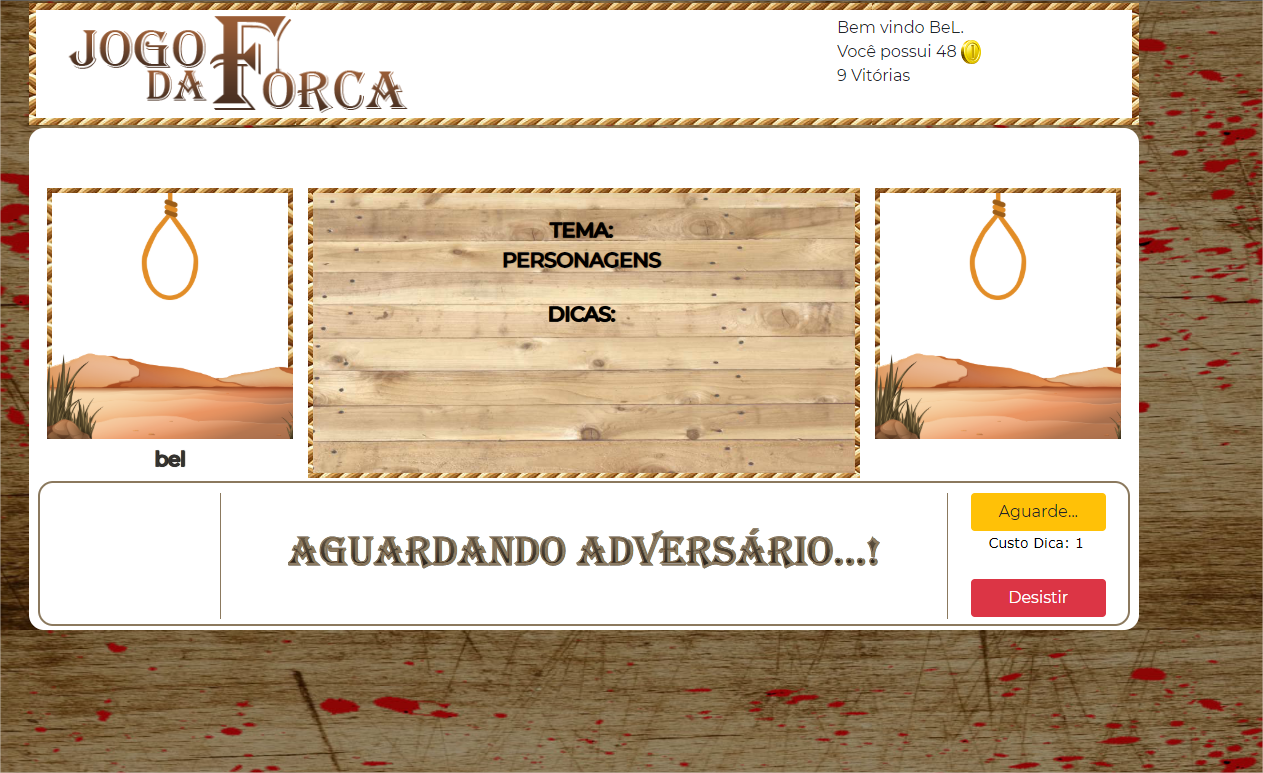 JOGO
DA FORCA
Bem vindo BeL.
Você possui 48
9 Vitórias
TEMA:
PERSONAGENS
DICAS:
bel
AGUARDANDO ADVERSÁRIO...!
Aguarde...
Custo Dica: 1
Desistir